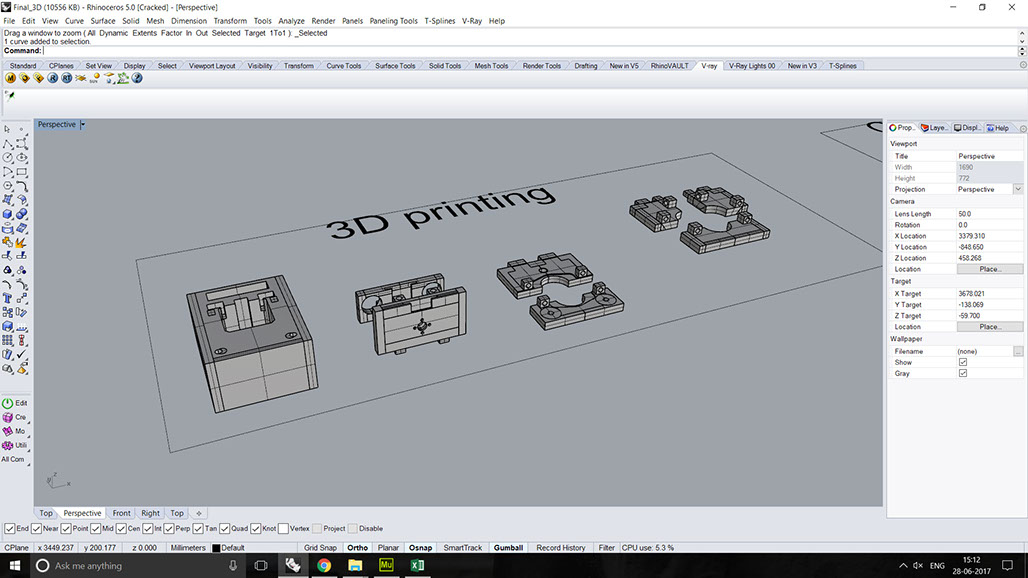 Final_3D (10556 KB) - Rhinoceros 5.0 [Cracked] - [Perspective]
File Edit View Curve Surface Solid Mesh Dimension Transform Tools Analyze Render Panels Paneling Tools T-Splines V-Ray Help
Drag a window to zoom ( All Dynamic Extents Factor In Out Selected Target 1To1 ): _Selected
1 curve added to selection.
Command:
Standard CPlanes Set View Display Select Viewport Layout Visibility Transform Curve Tools Surface Tools Solid Tools Mesh Tools Render Tools Drafting New in V5 RhinoVAULT V-ray V-Ray Lights 00 New in V3 T-Splines
Perspective
3D printing
Prop... Laye... Displ... Help
Viewport
Title Perspective
Width 1690
Height 772
Projection Perspective
Camera
Lens Length 50.0
Rotation 0.0
X Location 3379.310
Y Location -848.650
Z Location 458.268
Location Place...
Target
X Target 3678.021
Y Target -138.069
Z Target -59.700
Location Place...
Wallpaper
Filename (none) ...
Show
Gray
Edit
Cre
Mo
Utili
All Com
z
y x
Top Perspective Front Right Top
End Near Point Mid Cen Int Perp Tan Quad Knot Vertex Project Disable
CPlane x 3449.237 y 200.177 z 0.000 Millimeters Default Grid Snap Ortho Planar Osnap SmartTrack Gumball Record History Filter CPU use: 5.3 %
Ask me anything
Mu
ENG
15:12
28-06-2017